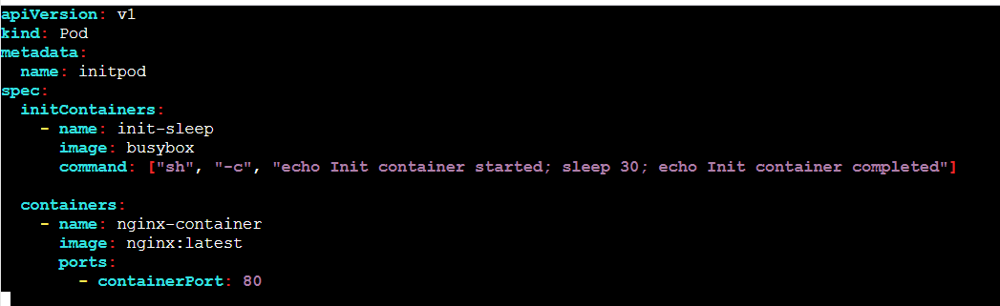 apiVersion: v1
kind: Pod
metadata:
  name: initpod
spec:
  initContainers:
    - name: init-sleep
      image: busybox
      command: ["sh", "-c", "echo Init container started; sleep 30; echo Init container completed"]

  containers:
    - name: nginx-container
      image: nginx:latest
      ports:
        - containerPort: 80